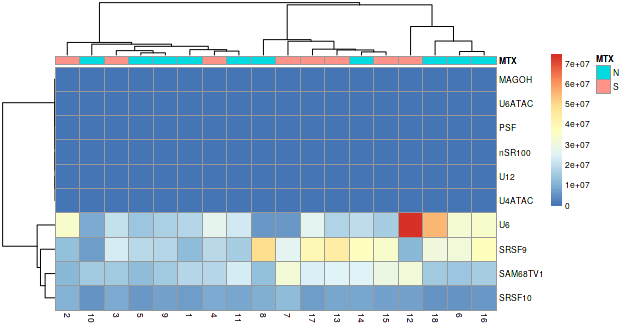 MTX
MAGOH
U6ATAC
PSF
nSR100
U12
U4ATAC
U6
SRSF9
SAM68TV1
SRSF10
2 10 3 5 9 1 4 11 8 7 17 13 14 15 12 18 6 16
7e+07
6e+07
5e+07
4e+07
3e+07
2e+07
1e+07
0
MTX
N
S